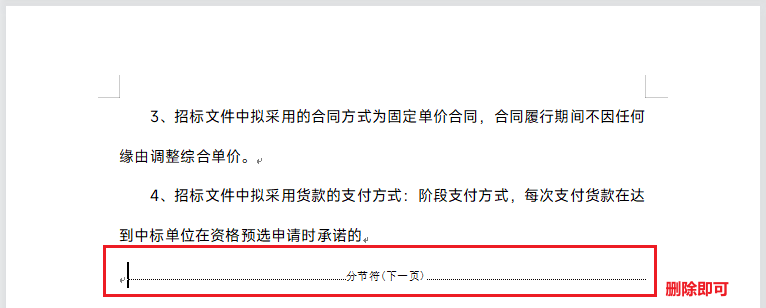 3、招标文件中拟采用的合同方式为固定单价合同，合同履行期间不因任何
缘由调整综合单价。
4、招标文件中拟采用货款的支付方式：阶段支付方式，每次支付货款在达
到中标单位在资格预选申请时承诺的
分节符(下一页)
删除即可